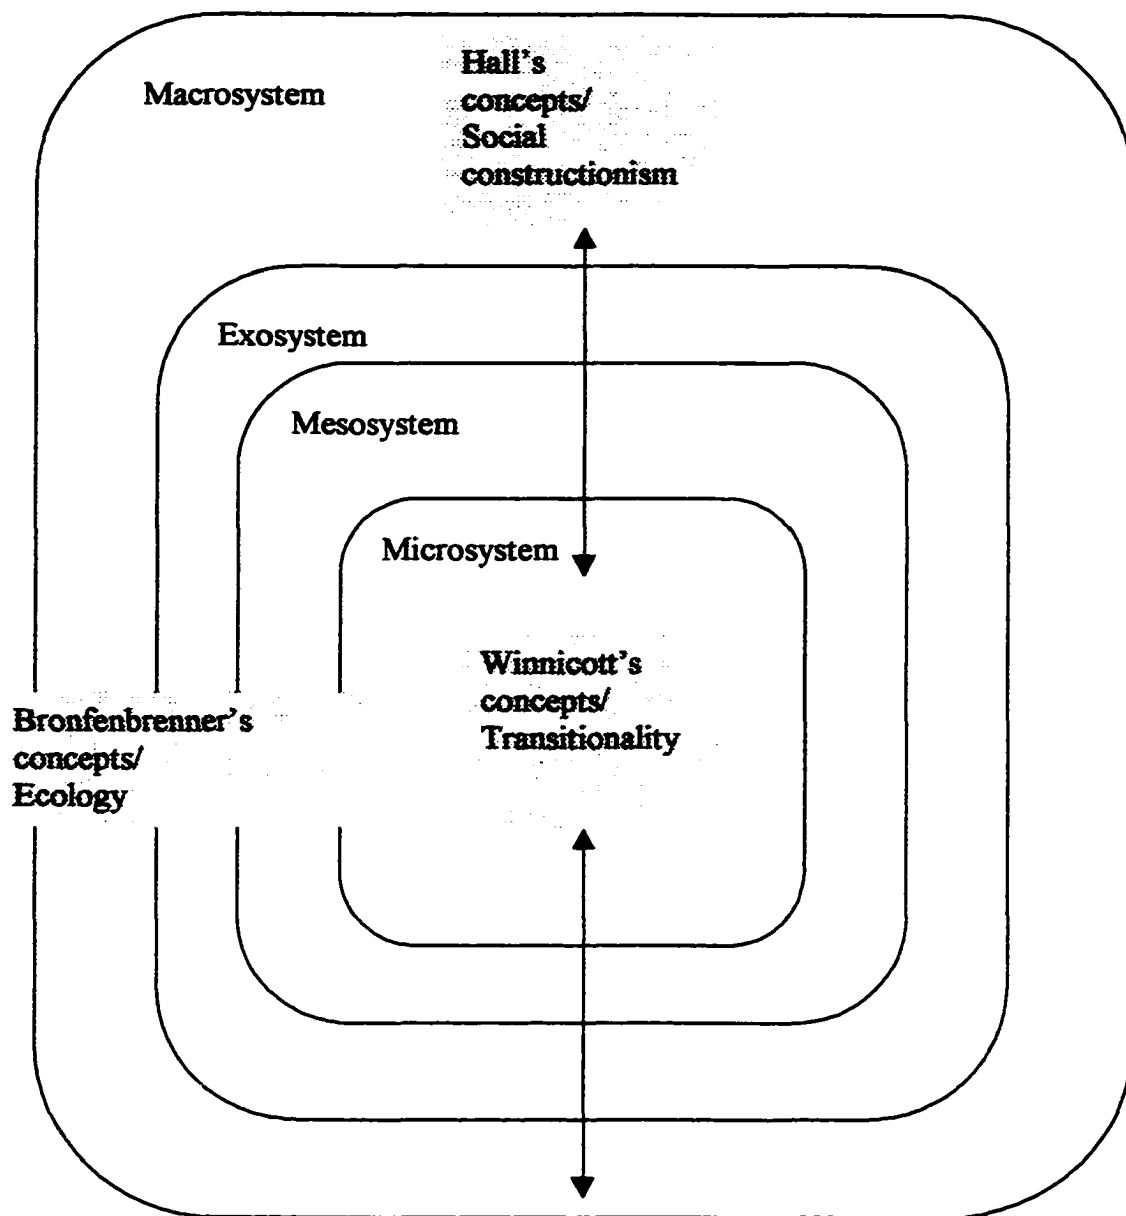 Macrosystem
Hall's
concepts/
Social
constructionism
Exosystem
Mesosystem
Microsystem
Winnicott's
concepts/
Transitionality
Bronfenbrenner's
concepts/
Ecology